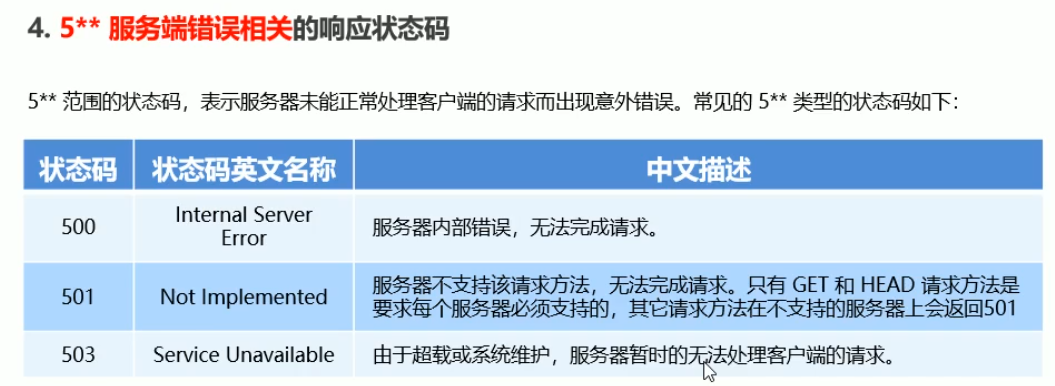 4. 5** 服务端错误相关的响应状态码
5** 范围的状态码，表示服务器未能正常处理客户端的请求而出现意外错误。常见的 5** 类型的状态码如下：
状态码 状态码英文名称 中文描述
500 Internal Server Error 服务器内部错误，无法完成请求。
501 Not Implemented 服务器不支持该请求方法，无法完成请求。只有 GET 和 HEAD 请求方法是
要求每个服务器必须支持的，其它请求方法在不支持的服务器上会返回501
503 Service Unavailable 由于超载或系统维护，服务器暂时的无法处理客户端的请求。